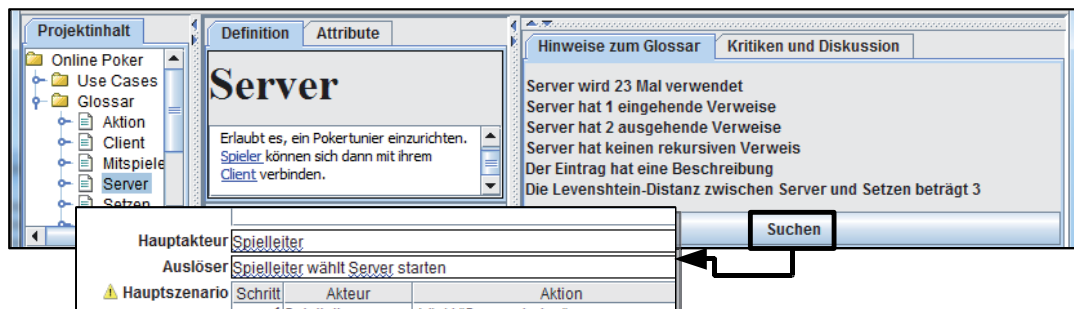 Projektinhalt
Online Poker
Use Cases
Glossar
Aktion
Client
Mitspiele
Server
Setzen
Definition Attribute
Server
Erlaubt es, ein Pokertunier einzurichten.
Spieler können sich dann mit ihrem
Client verbinden.
Hinweise zum Glossar Kritiken und Diskussion
Server wird 23 Mal verwendet
Server hat 1 eingehende Verweise
Server hat 2 ausgehende Verweise
Server hat keinen rekursiven Verweis
Der Eintrag hat eine Beschreibung
Die Levenshtein-Distanz zwischen Server und Setzen beträgt 3
Suchen
Hauptakteur Spielleiter
Auslöser Spielleiter wählt Server starten
Hauptszenario Schritt Akteur Aktion